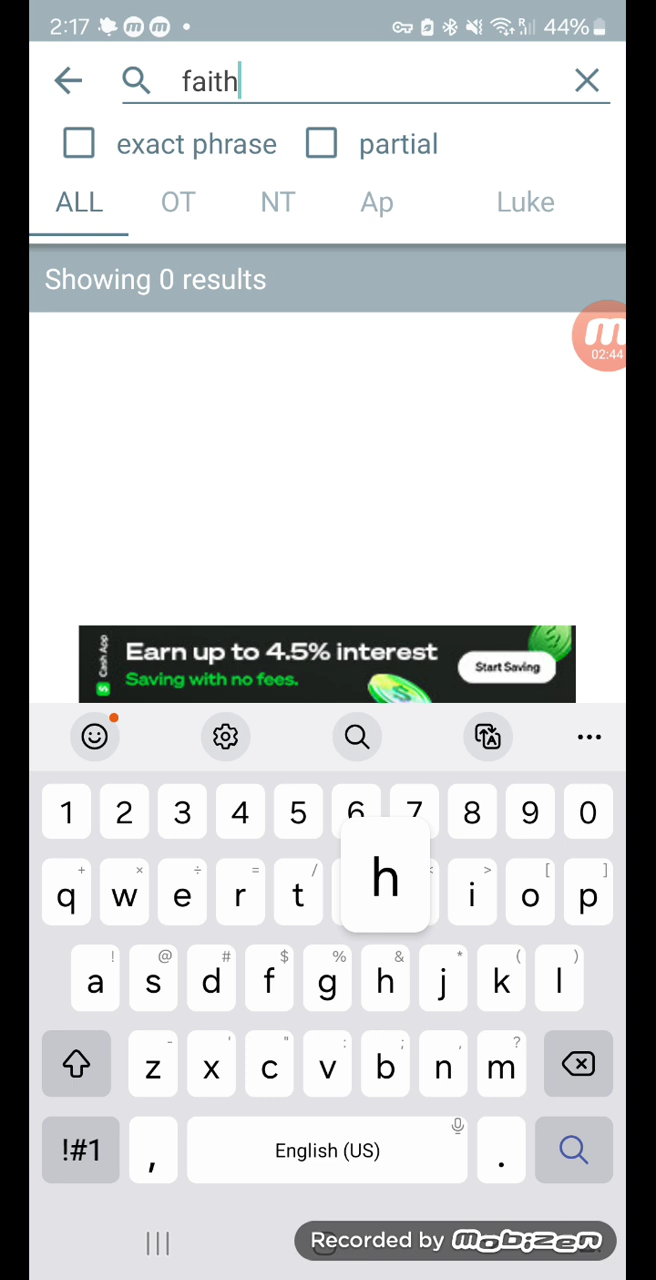 2:17 44%
faith
exact phrase partial
ALL OT NT Ap Luke
Showing 0 results
m
02:44
Cash App
Earn up to 4.5% interest
Saving with no fees.
Start Saving
1 2 3 4 5 6 7 8 9 0
+ × ÷ = / < > [ ]
q w e r t h i o p
! @ # $ % & * ( )
a s d f g h j k l
- ' " : ; , ?
z x c v b n m
!#1 , English (US) .
Recorded by mobizen